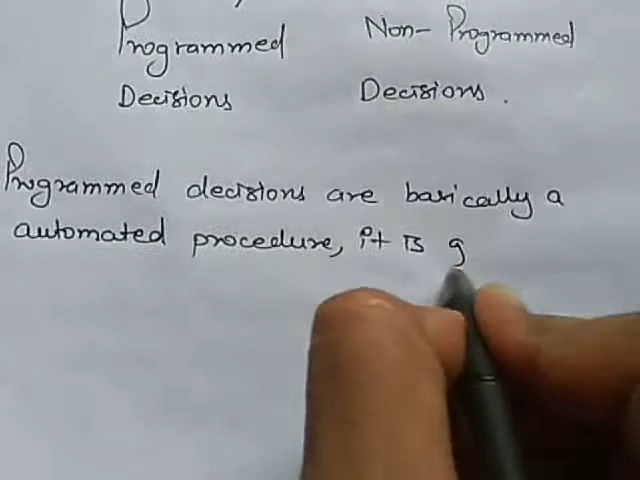 Programmed Non-Programmed
Decisions Decisions.
Programmed decisions are basically a
automated procedure, it is g